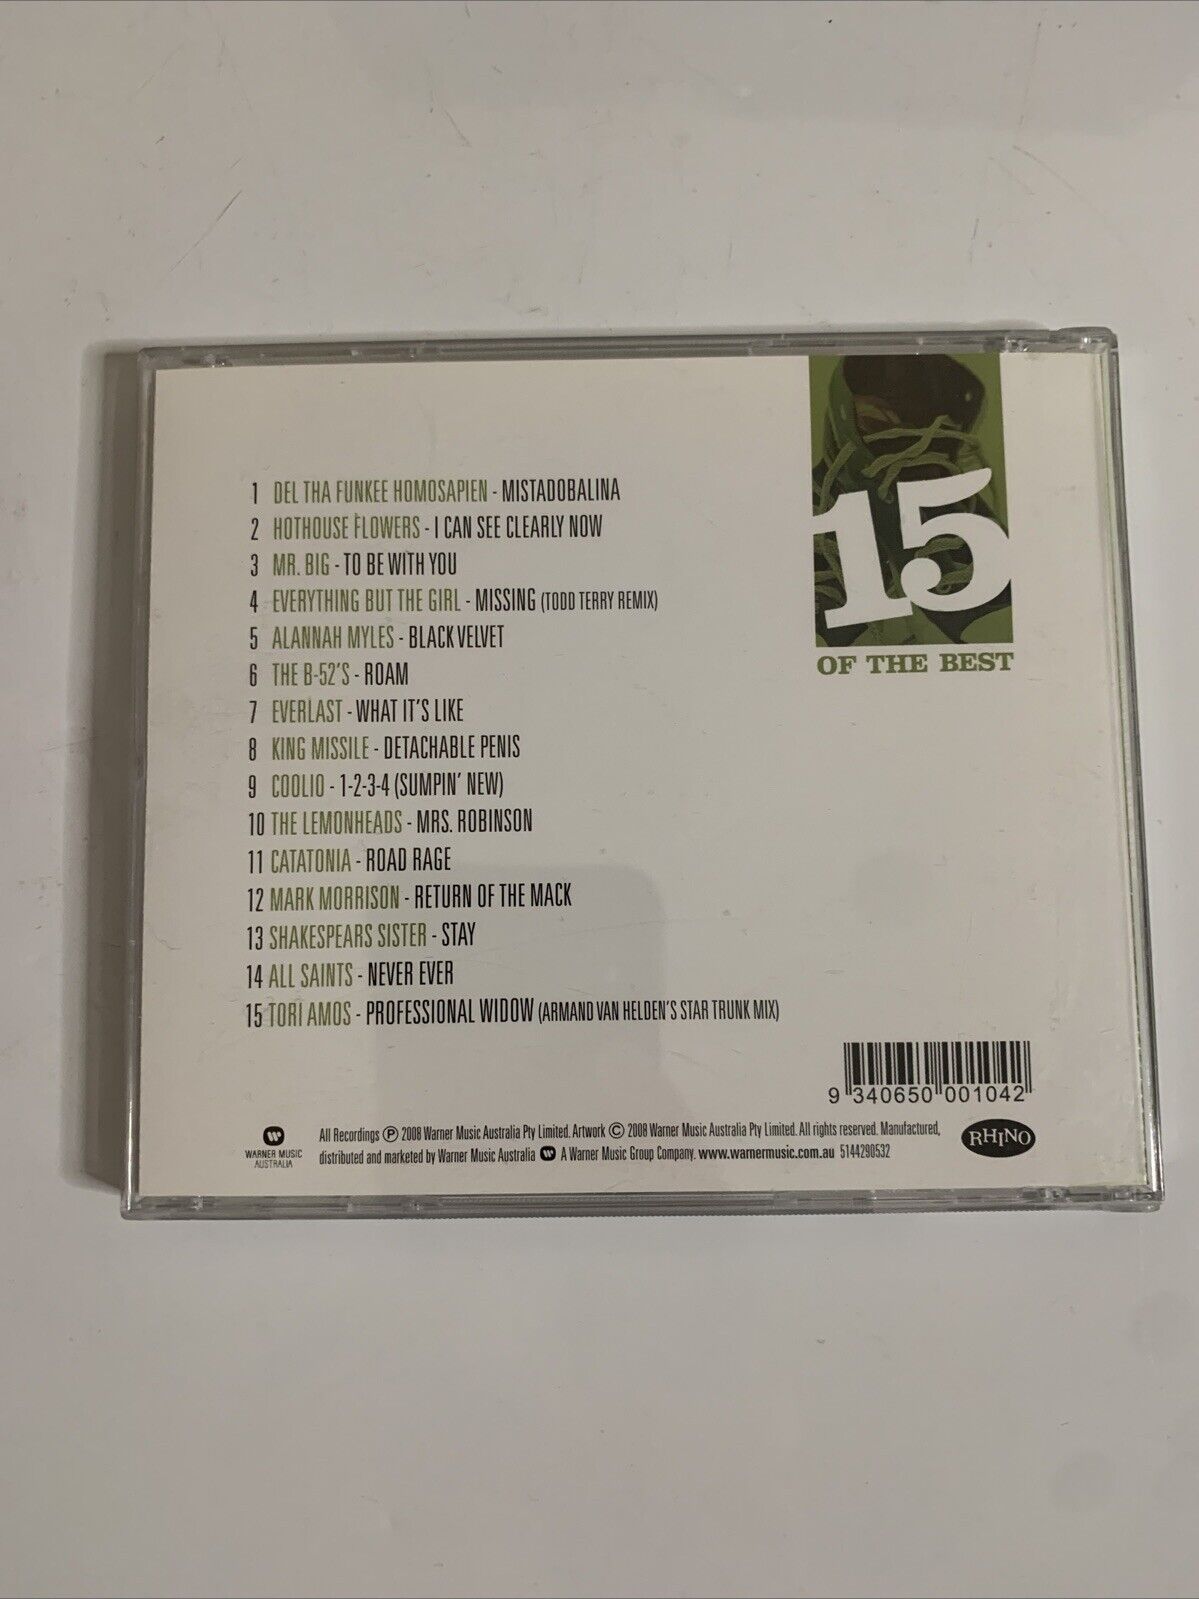 15
OF THE BEST
1 DEL THA FUNKEE HOMOSAPIEN - MISTADOBALINA
2 HOTHOUSE FLOWERS - I CAN SEE CLEARLY NOW
3 MR. BIG - TO BE WITH YOU
4 EVERYTHING BUT THE GIRL - MISSING (TODD TERRY REMIX)
5 ALANNAH MYLES - BLACK VELVET
6 THE B-52'S - ROAM
7 EVERLAST - WHAT IT'S LIKE
8 KING MISSILE - DETACHABLE PENIS
9 COOLIO - 1-2-3-4 (SUMPIN' NEW)
10 THE LEMONHEADS - MRS. ROBINSON
11 CATATONIA - ROAD RAGE
12 MARK MORRISON - RETURN OF THE MACK
13 SHAKESPEARS SISTER - STAY
14 ALL SAINTS - NEVER EVER
15 TORI AMOS - PROFESSIONAL WIDOW (ARMAND VAN HELDEN'S STAR TRUNK MIX)
9 340650 001042
WARNER MUSIC
AUSTRALIA
All Recordings Ⓟ 2008 Warner Music Australia Pty Limited. Artwork © 2008 Warner Music Australia Pty Limited. All rights reserved. Manufactured,
distributed and marketed by Warner Music Australia A Warner Music Group Company. www.warnermusic.com.au 5144290532
RHINO